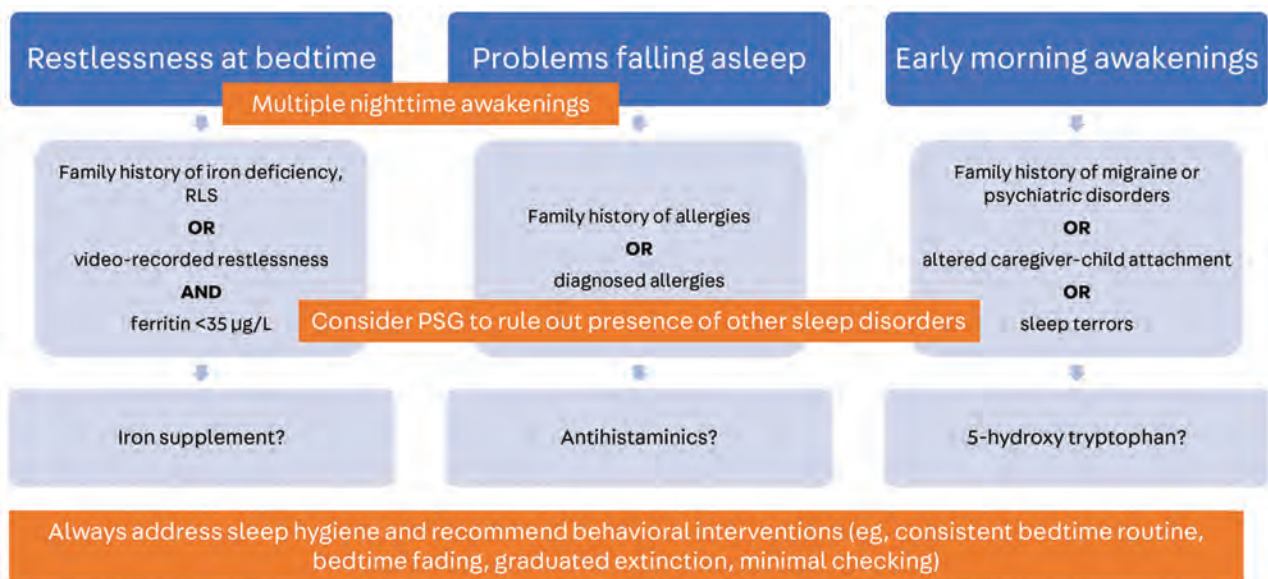 Restlessness at bedtime
Problems falling asleep
Early morning awakenings
Multiple nighttime awakenings
Family history of iron deficiency,
RLS
OR
video-recorded restlessness
AND
ferritin <35 µg/L
Family history of allergies
OR
diagnosed allergies
Family history of migraine or
psychiatric disorders
OR
altered caregiver-child attachment
OR
sleep terrors
Consider PSG to rule out presence of other sleep disorders
Iron supplement?
Antihistaminics?
5-hydroxy tryptophan?
Always address sleep hygiene and recommend behavioral interventions (eg, consistent bedtime routine,
bedtime fading, graduated extinction, minimal checking)